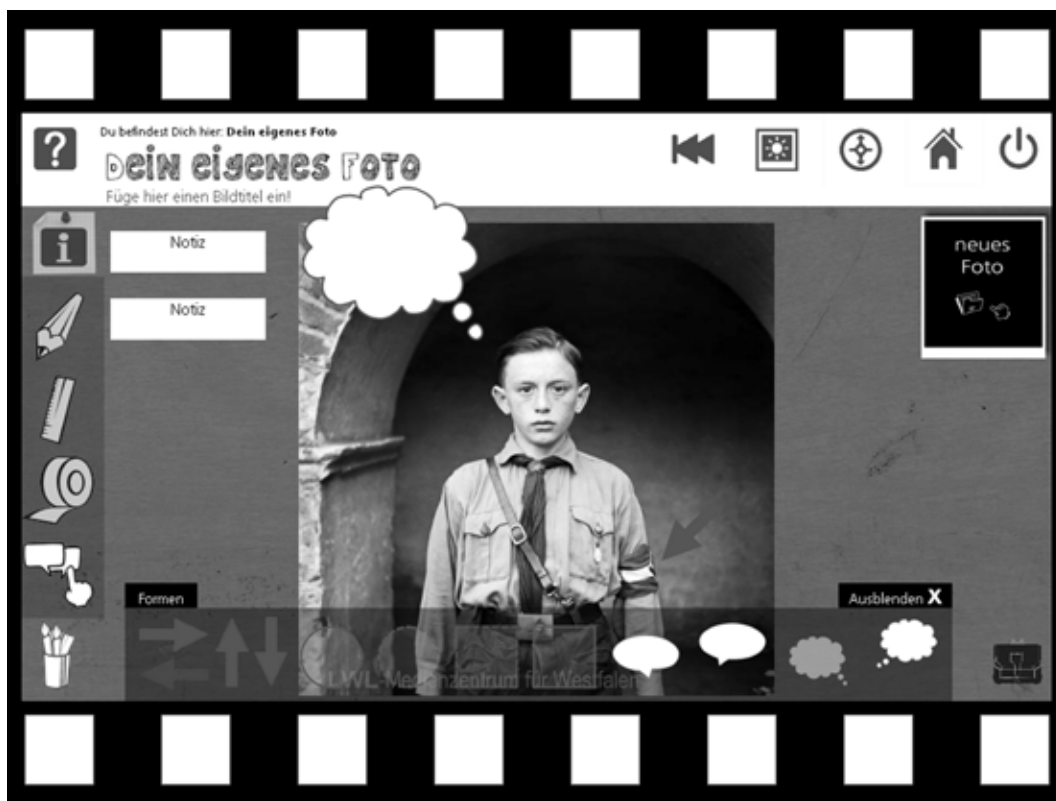 Du befindest Dich hier: Dein eigenes Foto
Dein eigenes Foto
Füge hier einen Bildtitel ein!
Notiz
Notiz
neues
Foto
Formen
Ausblenden X
LWL-Medienzentrum für Westfalen